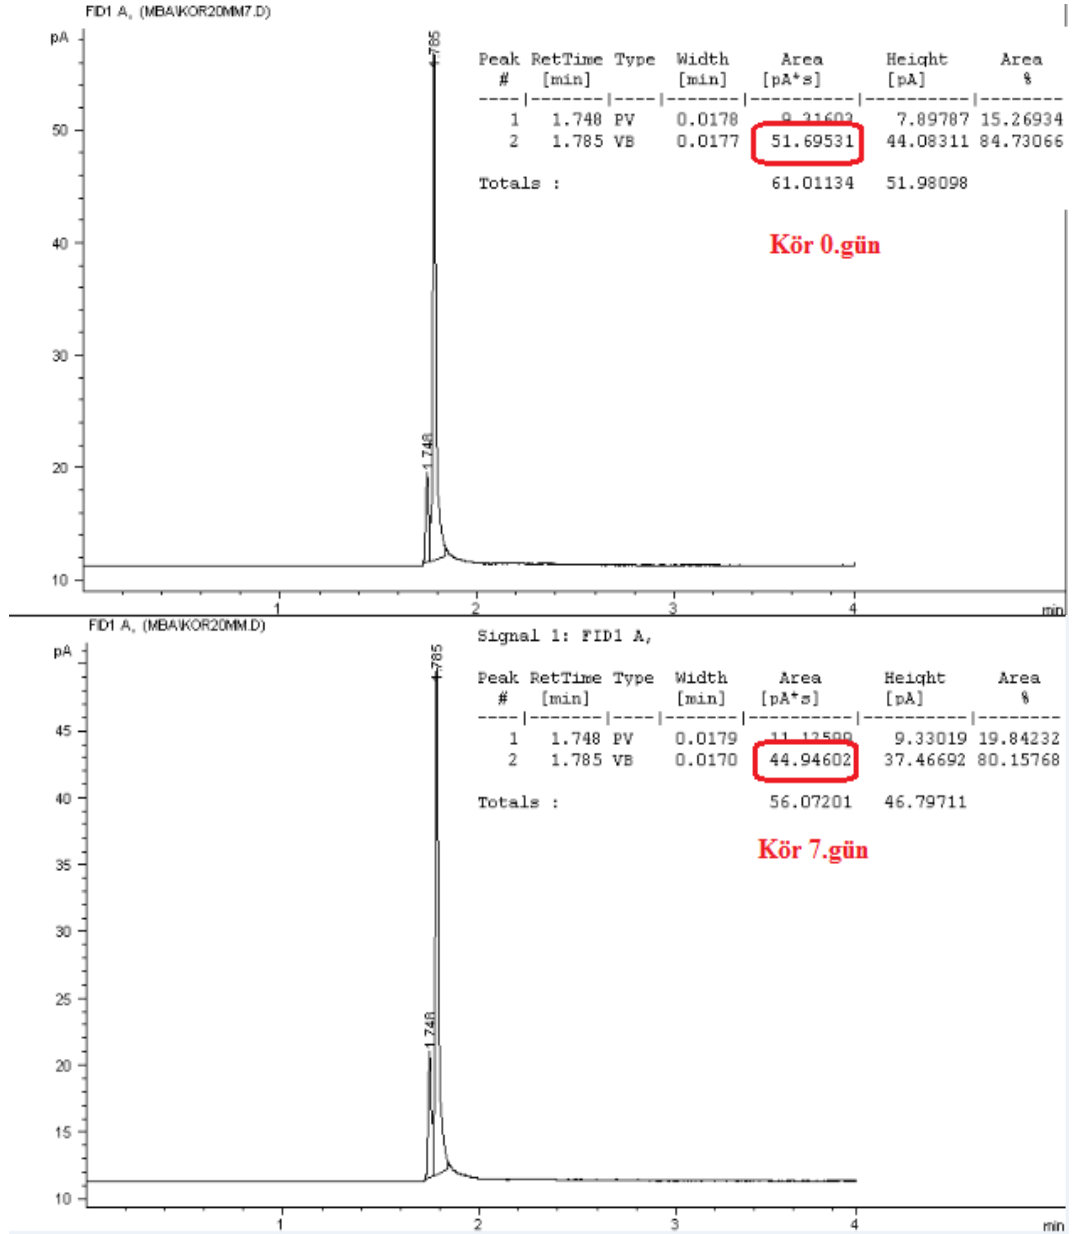 FID1 A, (MBA\KOR20MM7.D)
pA
1.785
Peak RetTime Type Width Area Height Area
# [min] [min] [pA*s] [pA] %
----|-------|----|-------|----------|----------|--------
1 1.748 PV 0.0178 9.31603 7.89787 15.26934
2 1.785 VB 0.0177 51.69531 44.08311 84.73066
Totals : 61.01134 51.98098
Kör 0.gün
50
40
30
1.748
20
10
1 2 3 4 min
FID1 A, (MBA\KOR20MM.D)
Signal 1: FID1 A,
pA
1.785
Peak RetTime Type Width Area Height Area
# [min] [min] [pA*s] [pA] %
----|-------|----|-------|----------|----------|--------
1 1.748 PV 0.0179 11.12599 9.33019 19.84232
2 1.785 VB 0.0170 44.94602 37.46692 80.15768
Totals : 56.07201 46.79711
Kör 7.gün
45
40
35
30
25
1.748
20
15
10
1 2 3 4 min